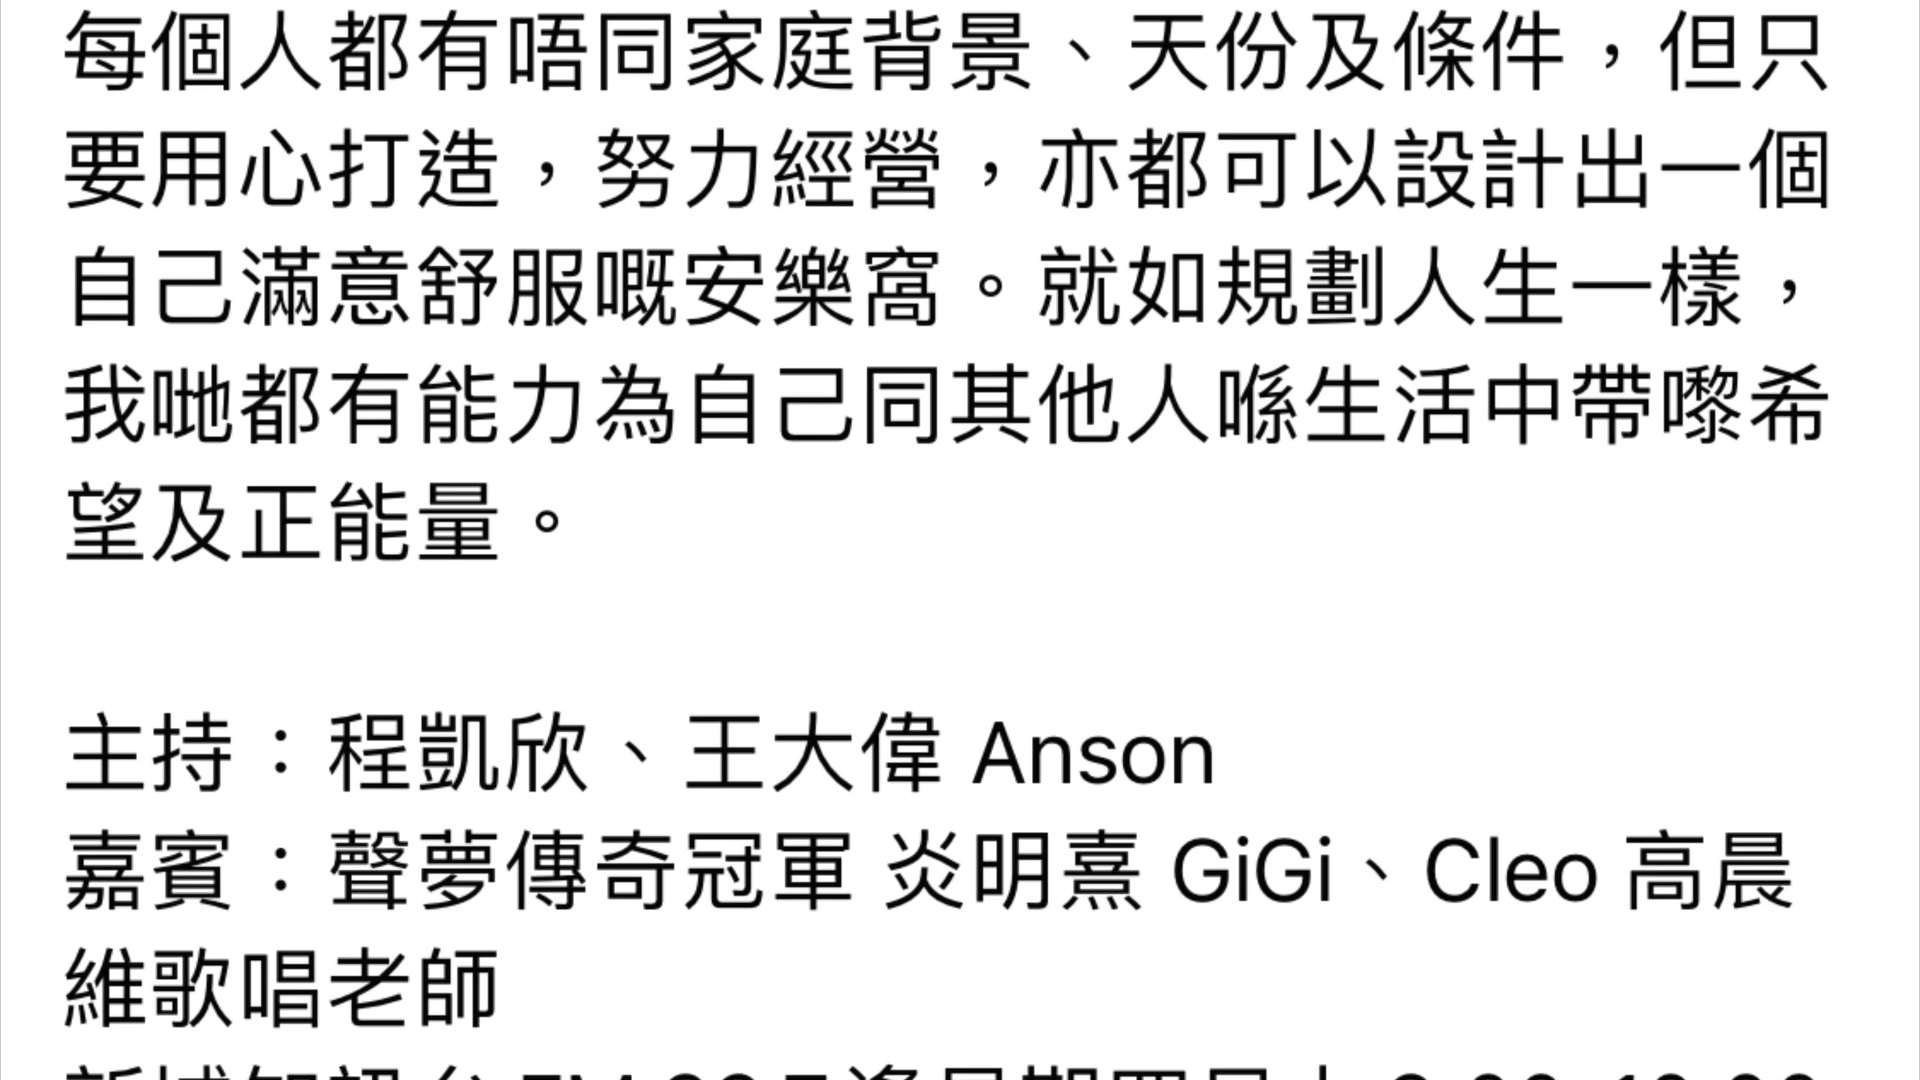 每個人都有唔同家庭背景、天份及條件，但只
要用心打造，努力經營，亦都可以設計出一個
自己滿意舒服嘅安樂窩。就如規劃人生一樣，
我哋都有能力為自己同其他人喺生活中帶嚟希
望及正能量。
主持：程凱欣、王大偉 Anson
嘉賓：聲夢傳奇冠軍 炎明熹 GiGi、Cleo 高晨
維歌唱老師